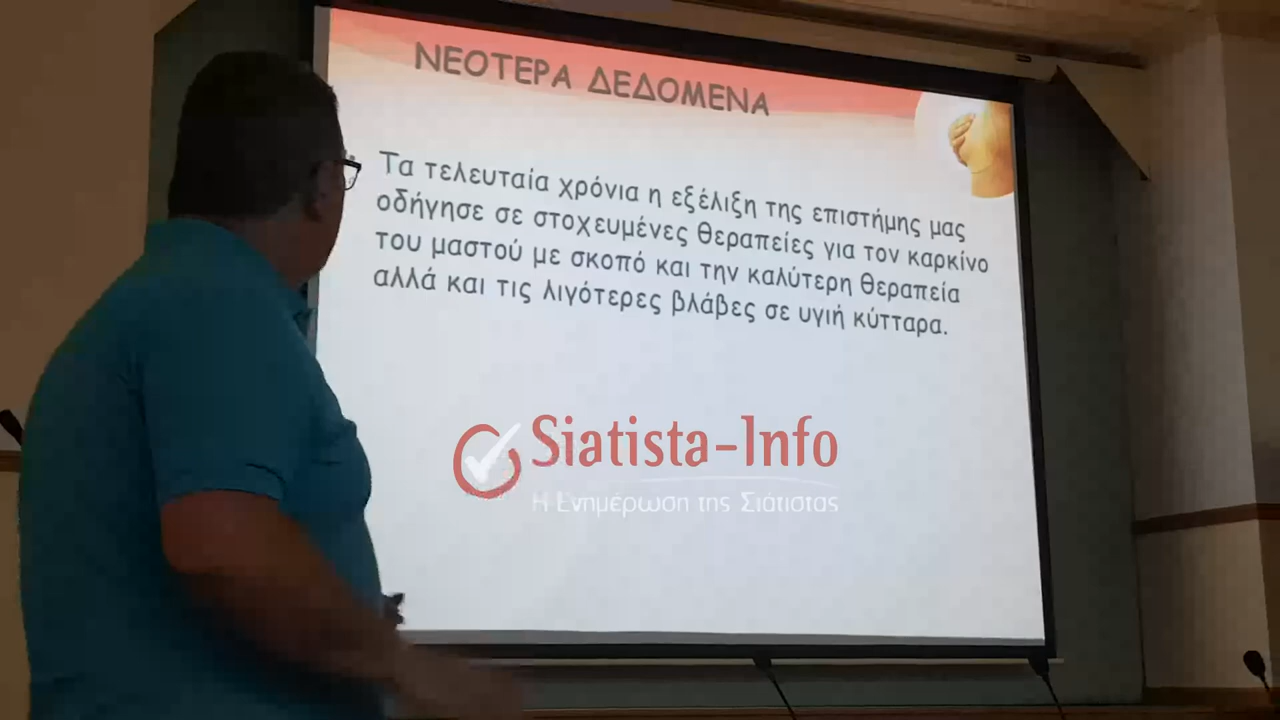 ΝΕΟΤΕΡΑ ΔΕΔΟΜΕΝΑ
Τα τελευταία χρόνια η εξέλιξη της επιστήμης μας
οδήγησε σε στοχευμένες θεραπείες για τον καρκίνο
του μαστού με σκοπό και την καλύτερη θεραπεία
αλλά και τις λιγότερες βλάβες σε υγιή κύτταρα.
Siatista-Info
Η Ενημέρωση της Σιάτιστας